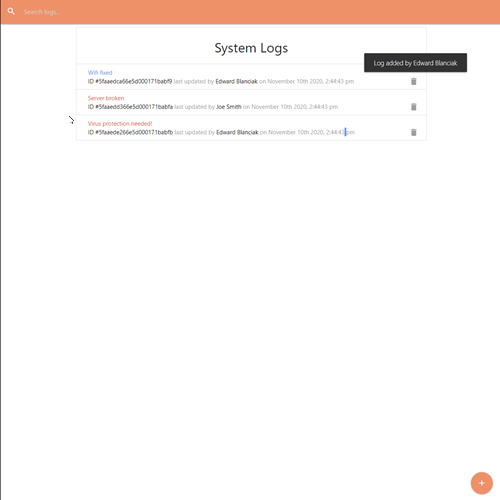 Search logs...
System Logs
Log added by Edward Blanciak
Wifi fixed
ID #5faaedca66e5d000171babf9 last updated by Edward Blanciak on November 10th 2020, 2:44:43 pm
Server broken
ID #5faaedd366e5d000171babfa last updated by Joe Smith on November 10th 2020, 2:44:43 pm
Virus protection needed!
ID #5faaede266e5d000171babfb last updated by Edward Blanciak on November 10th 2020, 2:44:43 pm
+